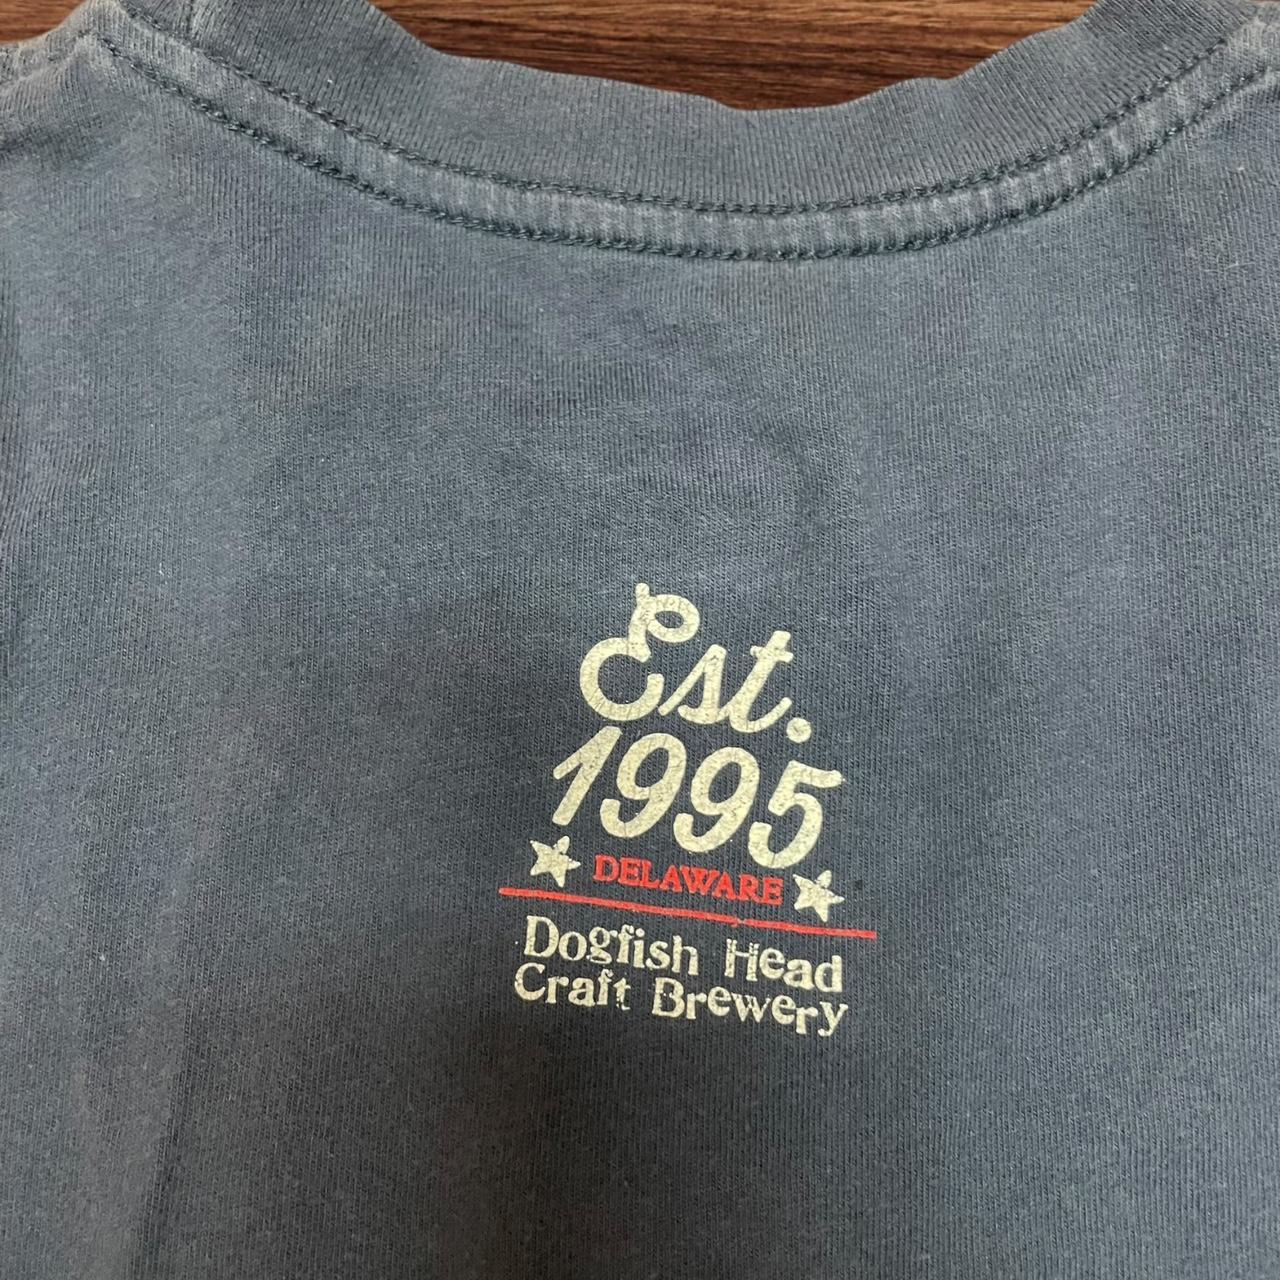 Est.
1995
DELAWARE
Dogfish Head
Craft Brewery